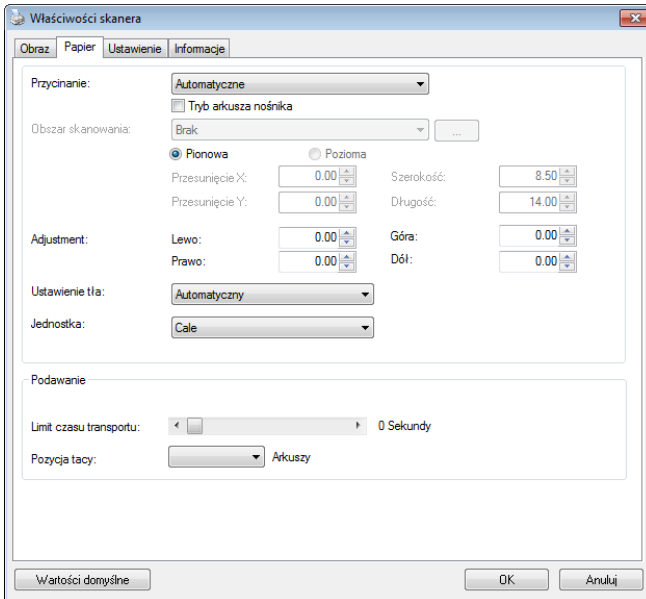 Właściwości skanera
Obraz Papier Ustawienie Informacje
Przycinanie: Automatyczne
Tryb arkusza nośnika
Obszar skanowania: Brak ...
Pionowa Pozioma
Przesunięcie X: 0.00 Szerokość: 8.50
Przesunięcie Y: 0.00 Długość: 14.00
Adjustment: Lewo: 0.00 Góra: 0.00
Prawo: 0.00 Dół: 0.00
Ustawienie tła: Automatyczny
Jednostka: Cale
Podawanie
Limit czasu transportu: 0 Sekundy
Pozycja tacy: Arkuszy
Wartości domyślne OK Anuluj